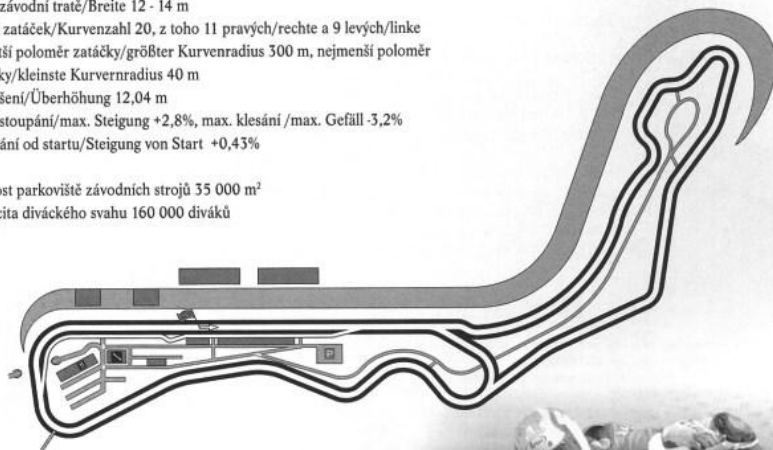 závodní tratě/Breite 12 - 14 m
zatáček/Kurvenzahl 20, z toho 11 pravých/rechte a 9 levých/linke
tší poloměr zatáčky/größter Kurvenradius 300 m, nejmenší poloměr
ky/kleinste Kurvernradius 40 m
šení/Überhöhung 12,04 m
stoupání/max. Steigung +2,8%, max. klesání /max. Gefäll -3,2%
ání od startu/Steigung von Start +0,43%
ost parkoviště závodních strojů 35 000 m²
cita diváckého svahu 160 000 diváků
P